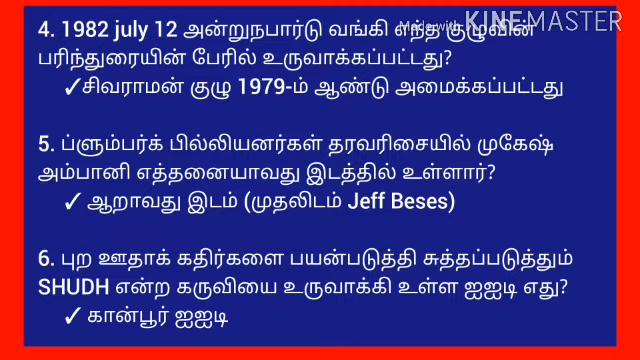 Made with KINEMASTER
4. 1982 july 12 அன்றுநபார்டு வங்கி எந்த குழுவின்
பரிந்துரையின் பேரில் உருவாக்கப்பட்டது?
✓சிவராமன் குழு 1979-ம் ஆண்டு அமைக்கப்பட்டது
5. ப்ளும்பர்க் பில்லியனர்கள் தரவரிசையில் முகேஷ்
அம்பானி எத்தனையாவது இடத்தில் உள்ளார்?
✓ ஆறாவது இடம் (முதலிடம் Jeff Beses)
6. புற ஊதாக் கதிர்களை பயன்படுத்தி சுத்தப்படுத்தும்
SHUDH என்ற கருவியை உருவாக்கி உள்ள ஐஐடி எது?
✓ கான்பூர் ஐஐடி